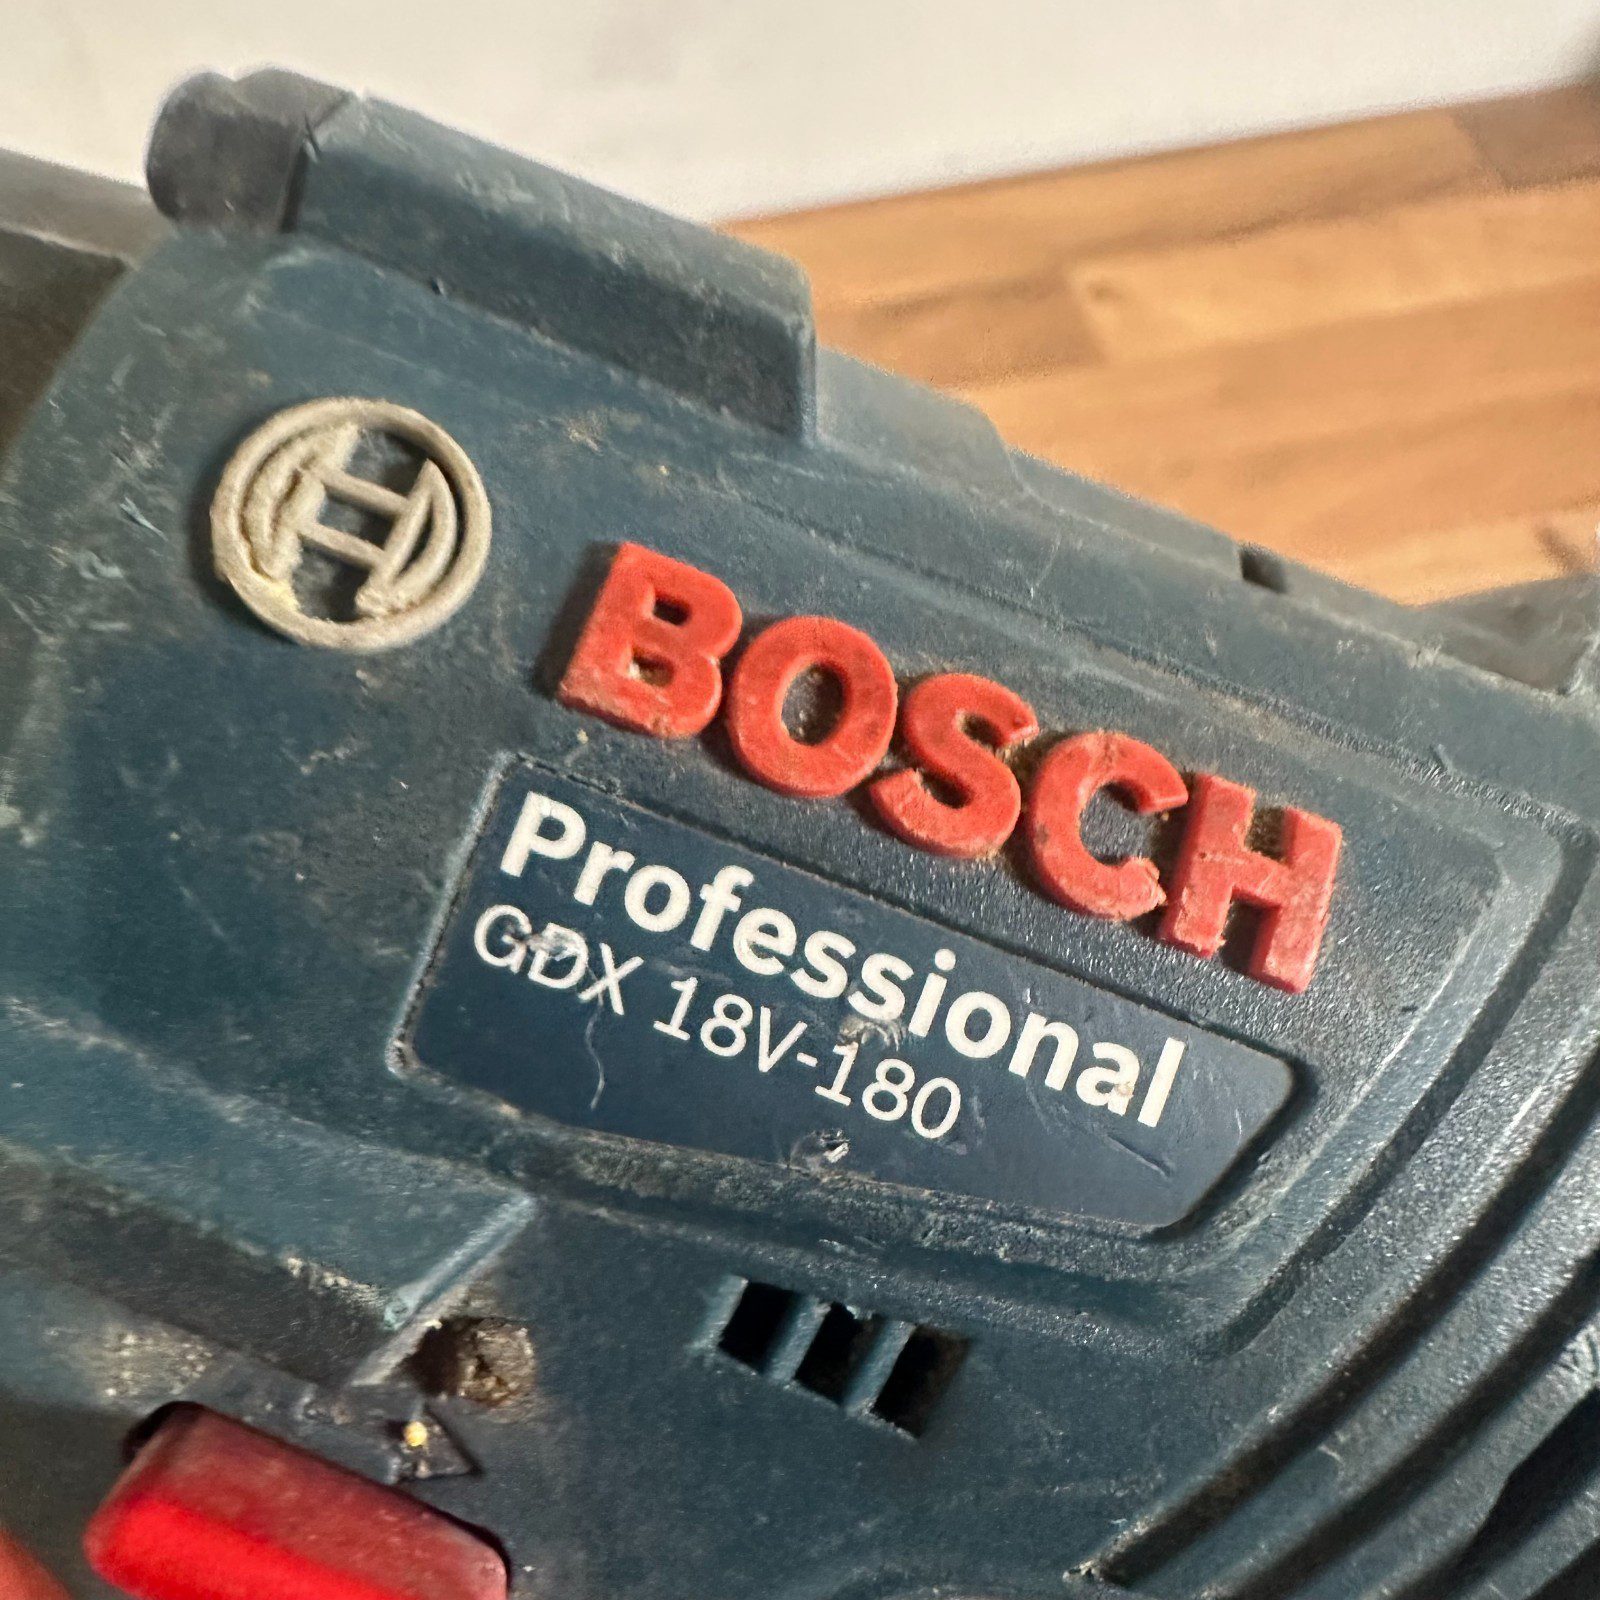 BOSCH
Professional
GDX 18V-180